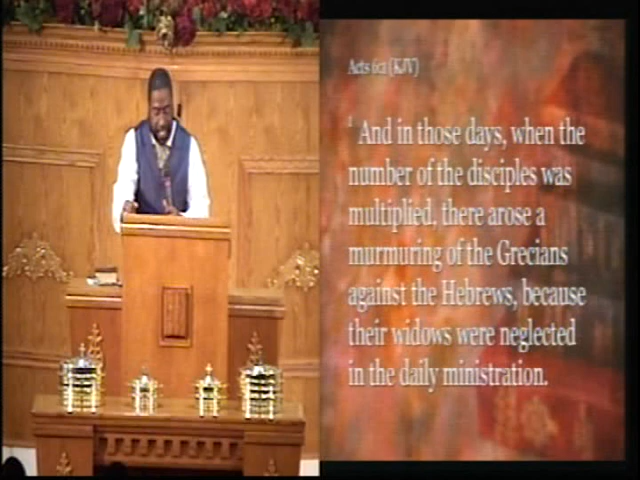 Acts 6:1 (KJV)
1 And in those days, when the
number of the disciples was
multiplied, there arose a
murmuring of the Grecians
against the Hebrews, because
their widows were neglected
in the daily ministration.